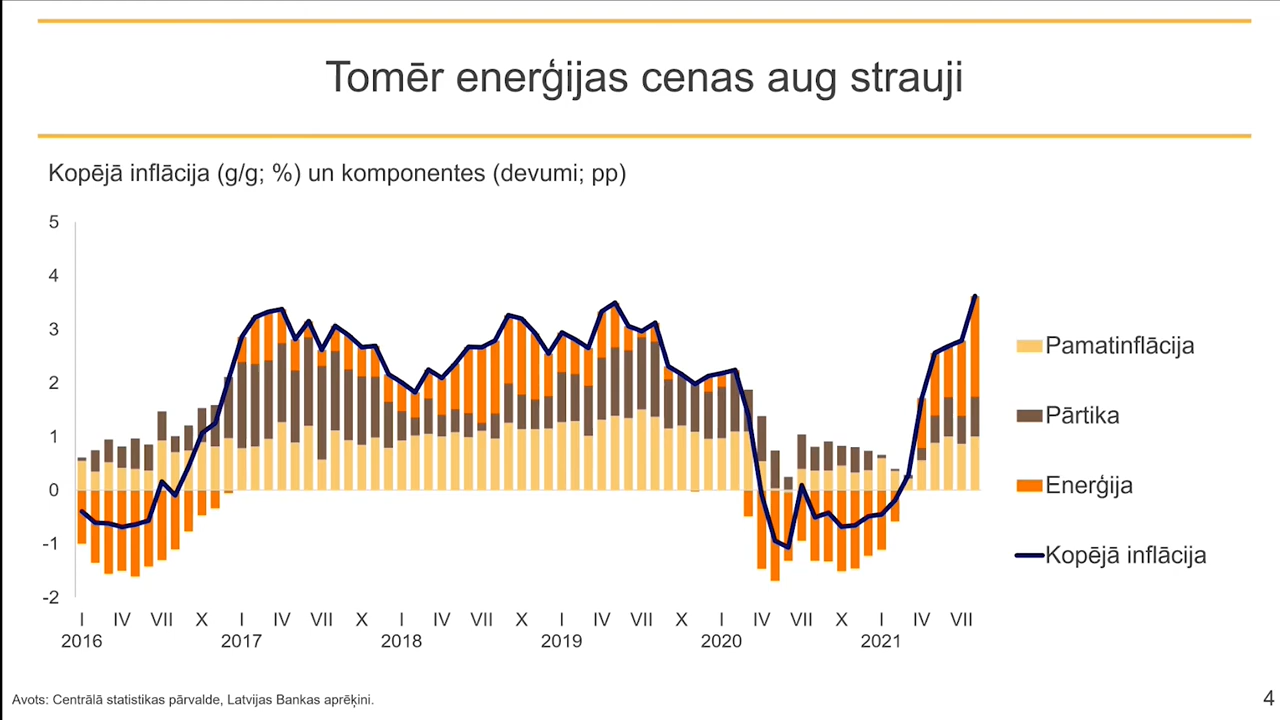 Tomēr enerģijas cenas aug strauji
Kopējā inflācija (g/g; %) un komponentes (devumi; pp)
5
4
3
2
1
0
-1
-2
I IV VII X I IV VII X I IV VII X I IV VII X I IV VII X I IV VII
2016 2017 2018 2019 2020 2021
Pamatinflācija
Pārtika
Enerģija
Kopējā inflācija
Avots: Centrālā statistikas pārvalde, Latvijas Bankas aprēķini.
4